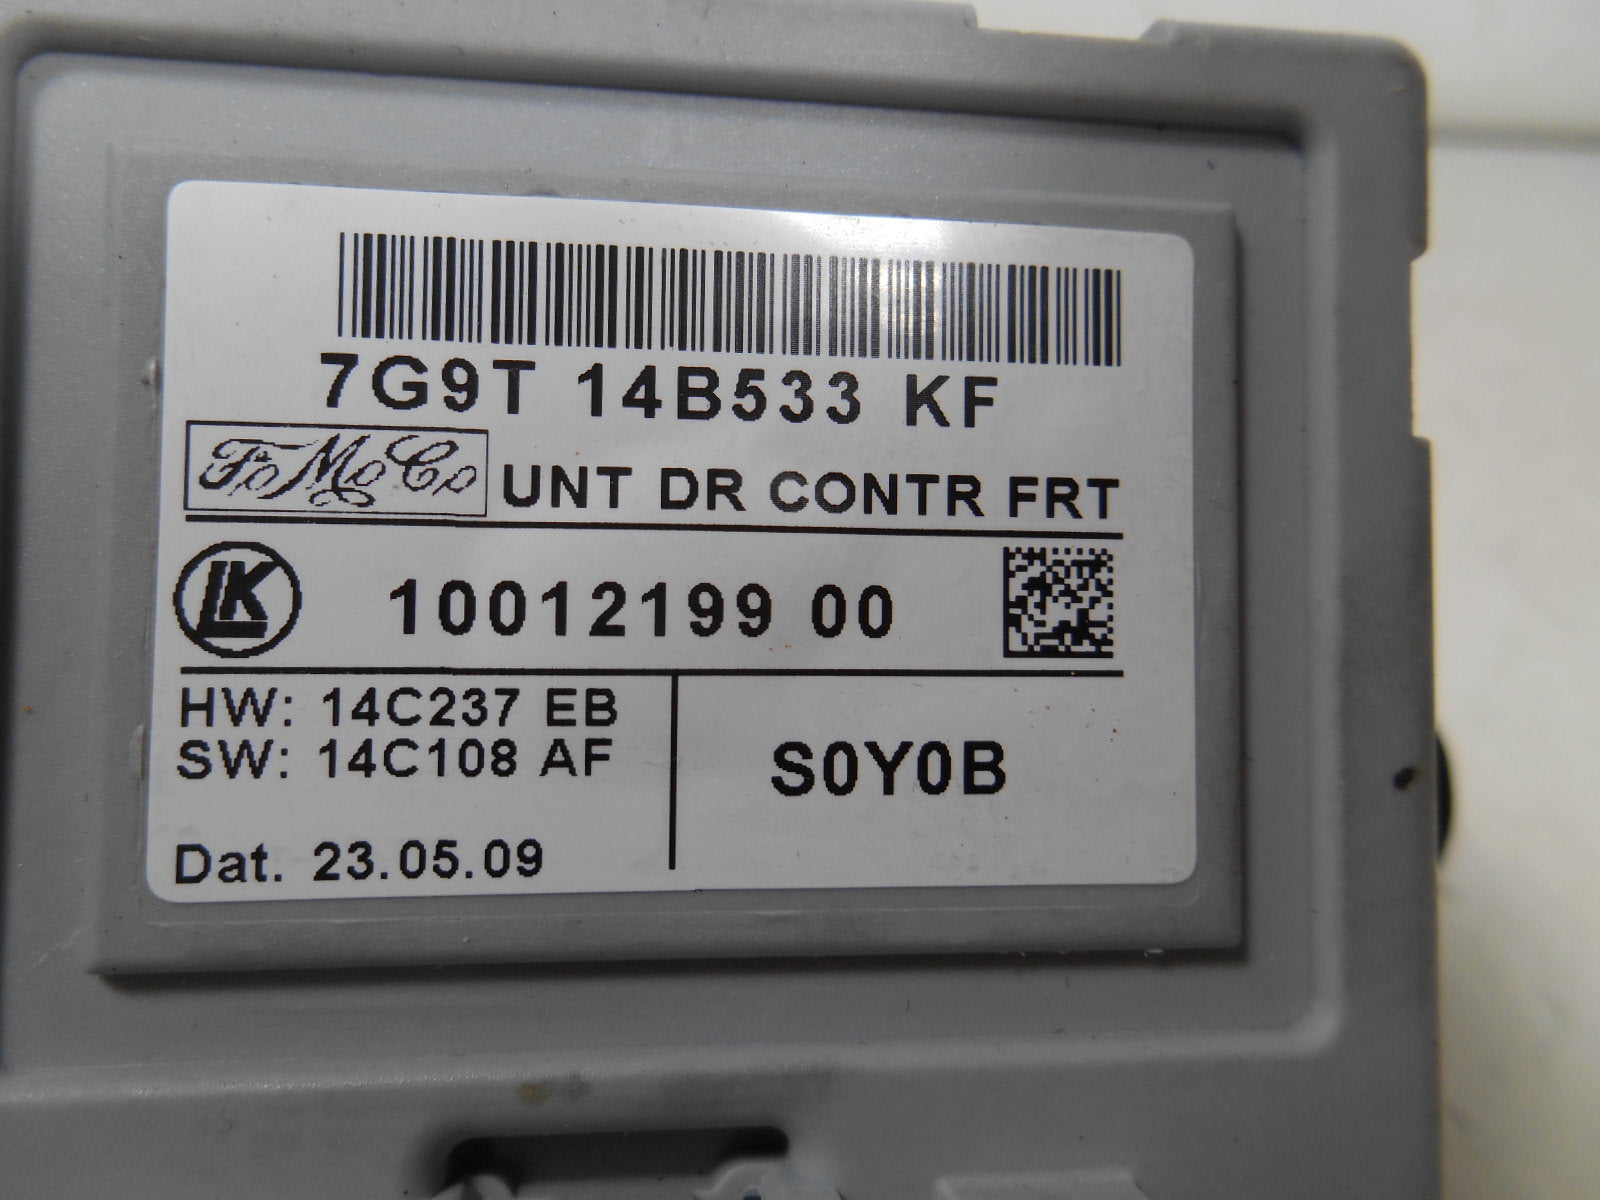 7G9T 14B533 KF
FoMoCo UNT DR CONTR FRT
LK 10012199 00
HW: 14C237 EB
SW: 14C108 AF
S0Y0B
Dat. 23.05.09